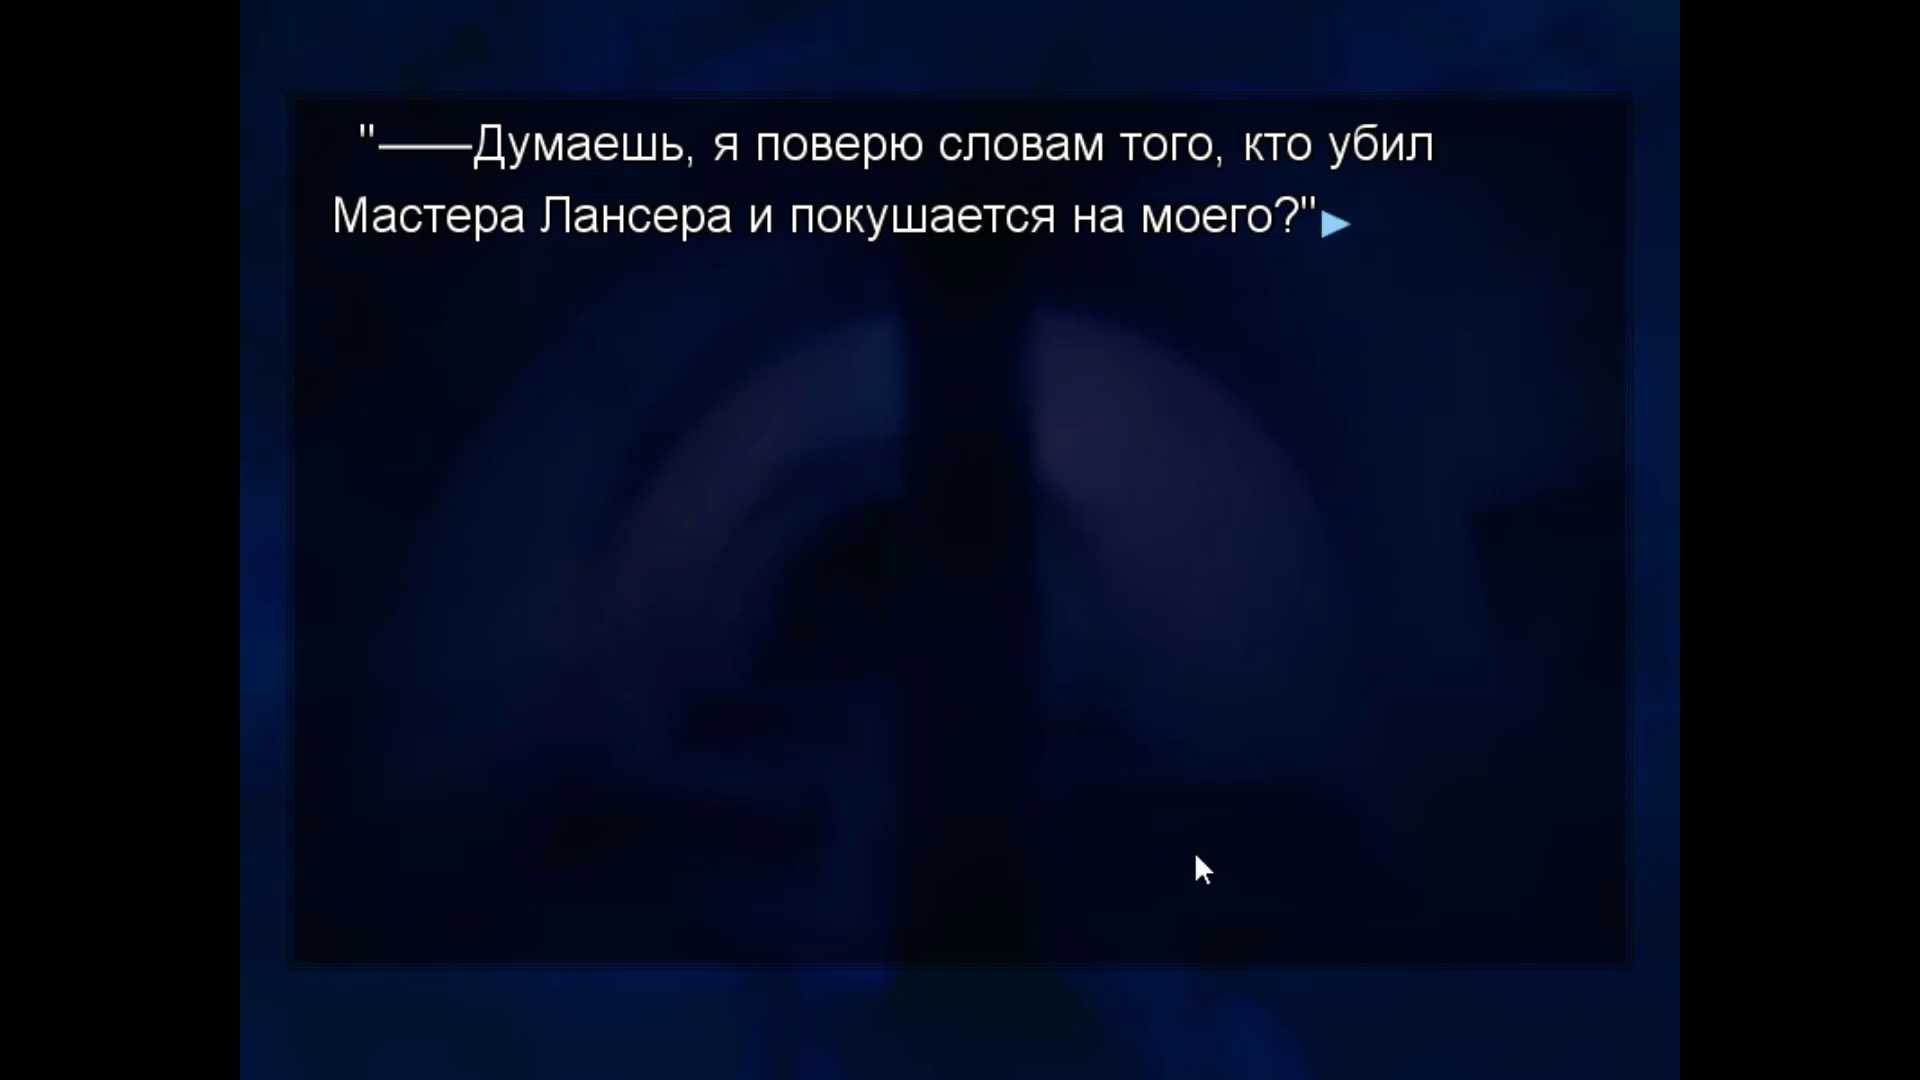 "——Думаешь, я поверю словам того, кто убил
Мастера Лансера и покушается на моего?"